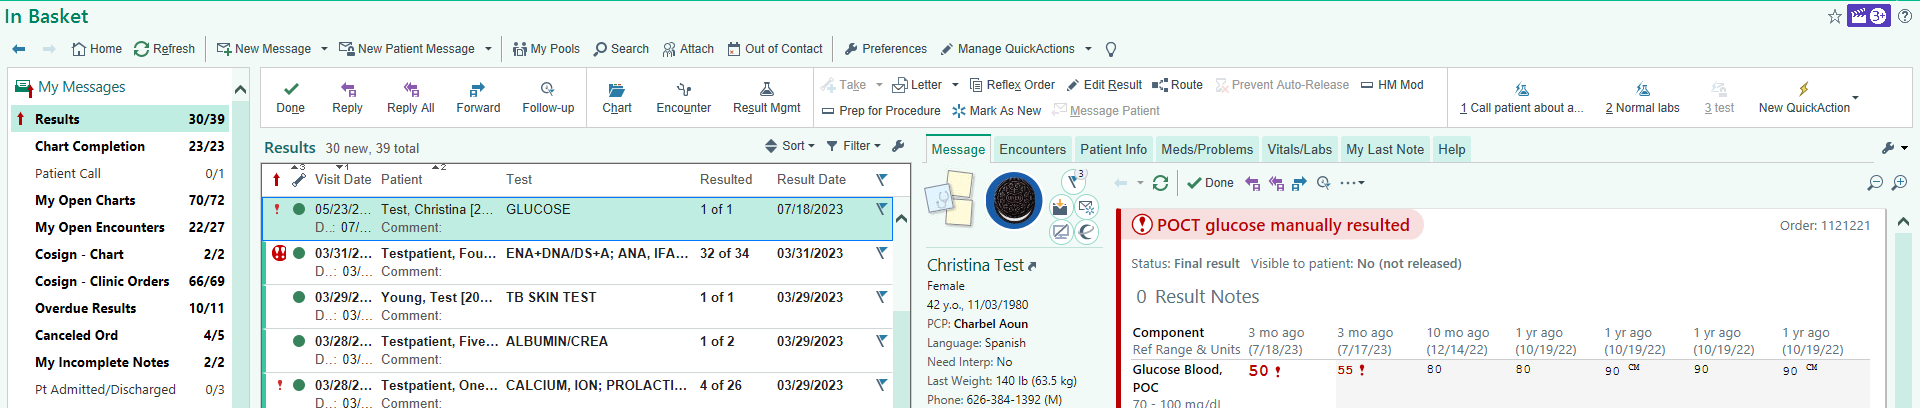 In Basket
3+
Home Refresh New Message New Patient Message My Pools Search Attach Out of Contact Preferences Manage QuickActions
My Messages
Results 30/39
Chart Completion 23/23
Patient Call 0/1
My Open Charts 70/72
My Open Encounters 22/27
Cosign - Chart 2/2
Cosign - Clinic Orders 66/69
Overdue Results 10/11
Canceled Ord 4/5
My Incomplete Notes 2/2
Pt Admitted/Discharged 0/3
Done Reply Reply All Forward Follow-up Chart Encounter Result Mgmt
Take Letter Reflex Order Edit Result Route Prevent Auto-Release HM Mod
Prep for Procedure Mark As New Message Patient
1 Call patient about a... 2 Normal labs 3 test New QuickAction
Results 30 new, 39 total Sort Filter
3 1 2
Visit Date Patient Test Resulted Result Date
05/23/2... Test, Christina [2... GLUCOSE 1 of 1 07/18/2023
D...: 07/... Comment:
03/31/2... Testpatient, Fou... ENA+DNA/DS+A; ANA, IFA... 32 of 34 03/31/2023
D...: 03/... Comment:
03/29/2... Young, Test [20... TB SKIN TEST 1 of 1 03/29/2023
D...: 03/... Comment:
03/28/2... Testpatient, Five... ALBUMIN/CREA 1 of 2 03/29/2023
D...: 03/... Comment:
03/28/2... Testpatient, One... CALCIUM, ION; PROLACTI... 4 of 26 03/29/2023
D...: 03/... Comment:
Message Encounters Patient Info Meds/Problems Vitals/Labs My Last Note Help
3
Christina Test
Female
42 y.o., 11/03/1980
PCP: Charbel Aoun
Language: Spanish
Need Interp: No
Last Weight: 140 lb (63.5 kg)
Phone: 626-384-1392 (M)
Done
POCT glucose manually resulted Order: 1121221
Status: Final result Visible to patient: No (not released)
0 Result Notes
Component 3 mo ago 3 mo ago 10 mo ago 1 yr ago 1 yr ago 1 yr ago 1 yr ago
Ref Range & Units (7/18/23) (7/17/23) (12/14/22) (10/19/22) (10/19/22) (10/19/22) (10/19/22)
Glucose Blood, 50 ! 55 ! 80 80 90 CM 90 90 CM
POC
70 - 100 mg/dL